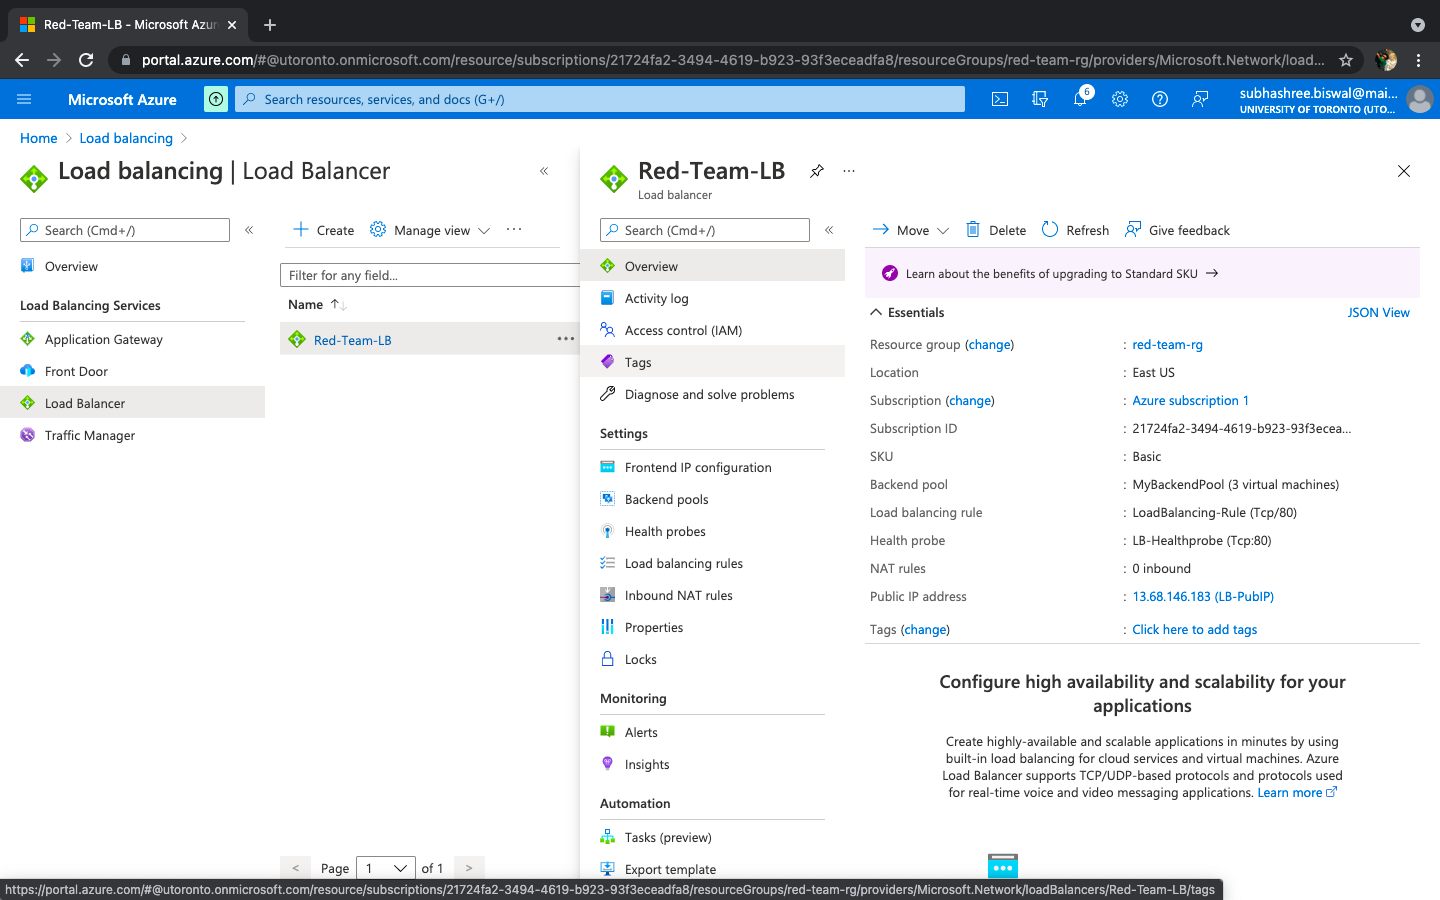 Red-Team-LB - Microsoft Azu
portal.azure.com/#@utoronto.onmicrosoft.com/resource/subscriptions/21724fa2-3494-4619-b923-93f3eceadfa8/resourceGroups/red-team-rg/providers/Microsoft.Network/load...
Microsoft Azure
Search resources, services, and docs (G+/)
6
subhashree.biswal@mai...
UNIVERSITY OF TORONTO (UTO...
Home > Load balancing >
Load balancing | Load Balancer
Search (Cmd+/)
Overview
Load Balancing Services
Application Gateway
Front Door
Load Balancer
Traffic Manager
Create
Manage view
Filter for any field...
Name
Red-Team-LB
< Page 1 of 1 >
Red-Team-LB
Load balancer
Search (Cmd+/)
Overview
Activity log
Access control (IAM)
Tags
Diagnose and solve problems
Settings
Frontend IP configuration
Backend pools
Health probes
Load balancing rules
Inbound NAT rules
Properties
Locks
Monitoring
Alerts
Insights
Automation
Tasks (preview)
Export template
Move
Delete
Refresh
Give feedback
Learn about the benefits of upgrading to Standard SKU →
Essentials
JSON View
Resource group (change) : red-team-rg
Location : East US
Subscription (change) : Azure subscription 1
Subscription ID : 21724fa2-3494-4619-b923-93f3ecea...
SKU : Basic
Backend pool : MyBackendPool (3 virtual machines)
Load balancing rule : LoadBalancing-Rule (Tcp/80)
Health probe : LB-Healthprobe (Tcp:80)
NAT rules : 0 inbound
Public IP address : 13.68.146.183 (LB-PubIP)
Tags (change) : Click here to add tags
Configure high availability and scalability for your
applications
Create highly-available and scalable applications in minutes by using
built-in load balancing for cloud services and virtual machines. Azure
Load Balancer supports TCP/UDP-based protocols and protocols used
for real-time voice and video messaging applications. Learn more
https://portal.azure.com/#@utoronto.onmicrosoft.com/resource/subscriptions/21724fa2-3494-4619-b923-93f3eceadfa8/resourceGroups/red-team-rg/providers/Microsoft.Network/loadBalancers/Red-Team-LB/tags